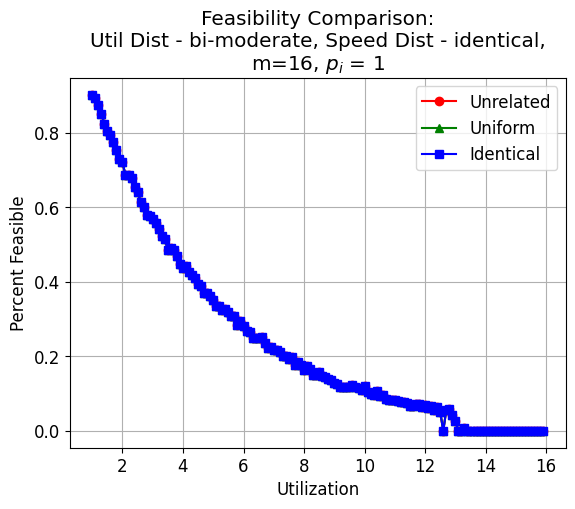 Feasibility Comparison:
Util Dist - bi-moderate, Speed Dist - identical,
m=16, $p_i$ = 1
Unrelated
Uniform
Identical
Percent Feasible
0.8
0.6
0.4
0.2
0.0
2 4 6 8 10 12 14 16
Utilization